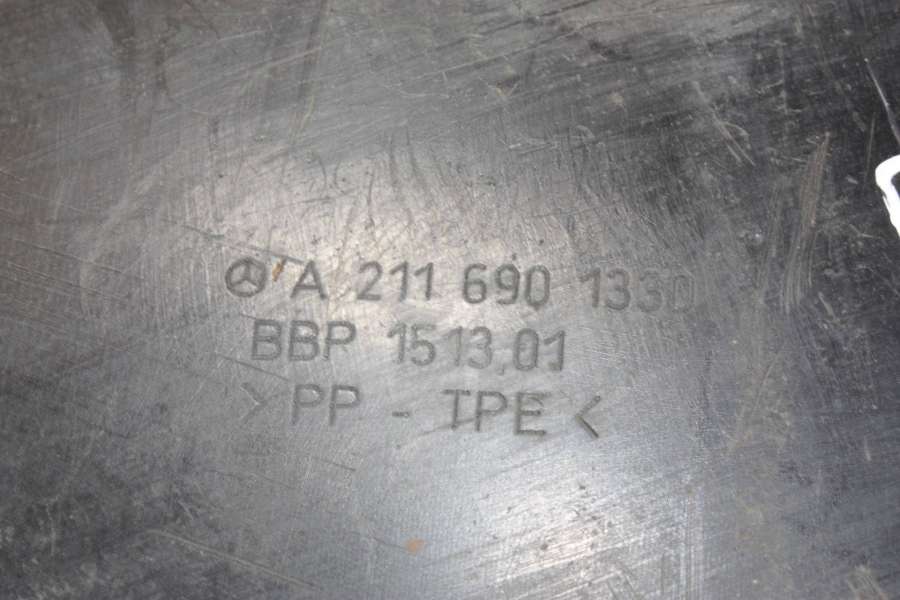 A 211 690 1330
BBP 1513,01
>PP - TPE<